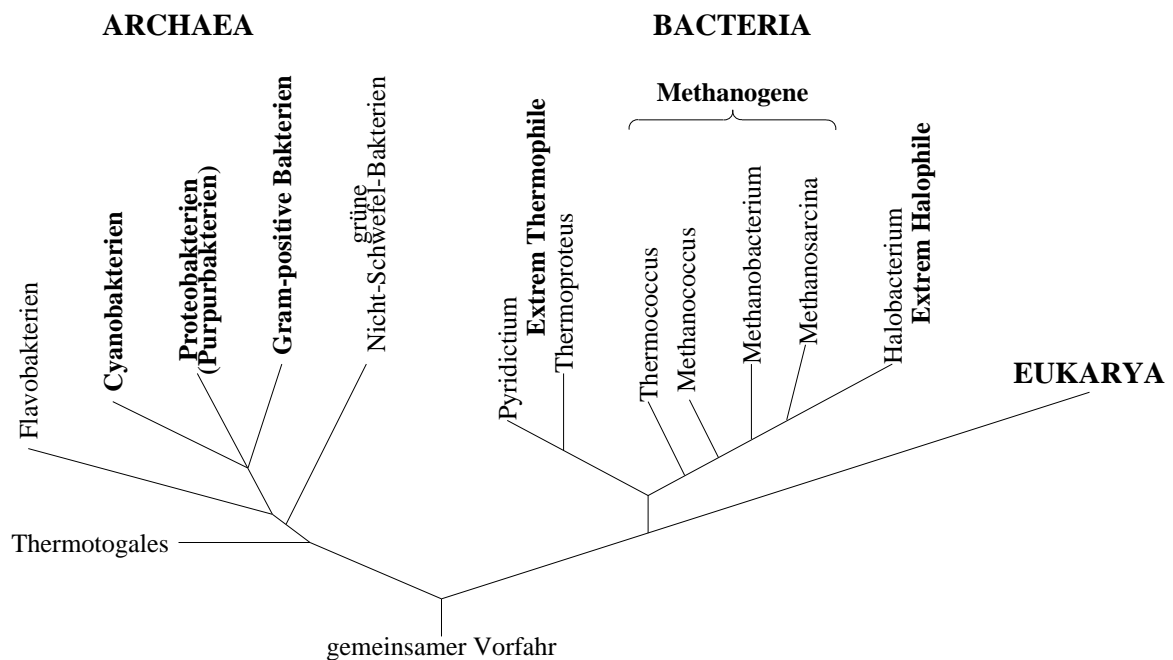 ARCHAEA
BACTERIA
Methanogene
Flavobakterien
Cyanobakterien
Proteobakterien
(Purpurbakterien)
Gram-positive Bakterien
grüne
Nicht-Schwefel-Bakterien
Pyridictium
Extrem Thermophile
Thermoproteus
Thermococcus
Methanococcus
Methanobacterium
Methanosarcina
Halobacterium
Extrem Halophile
EUKARYA
Thermotogales
gemeinsamer Vorfahr